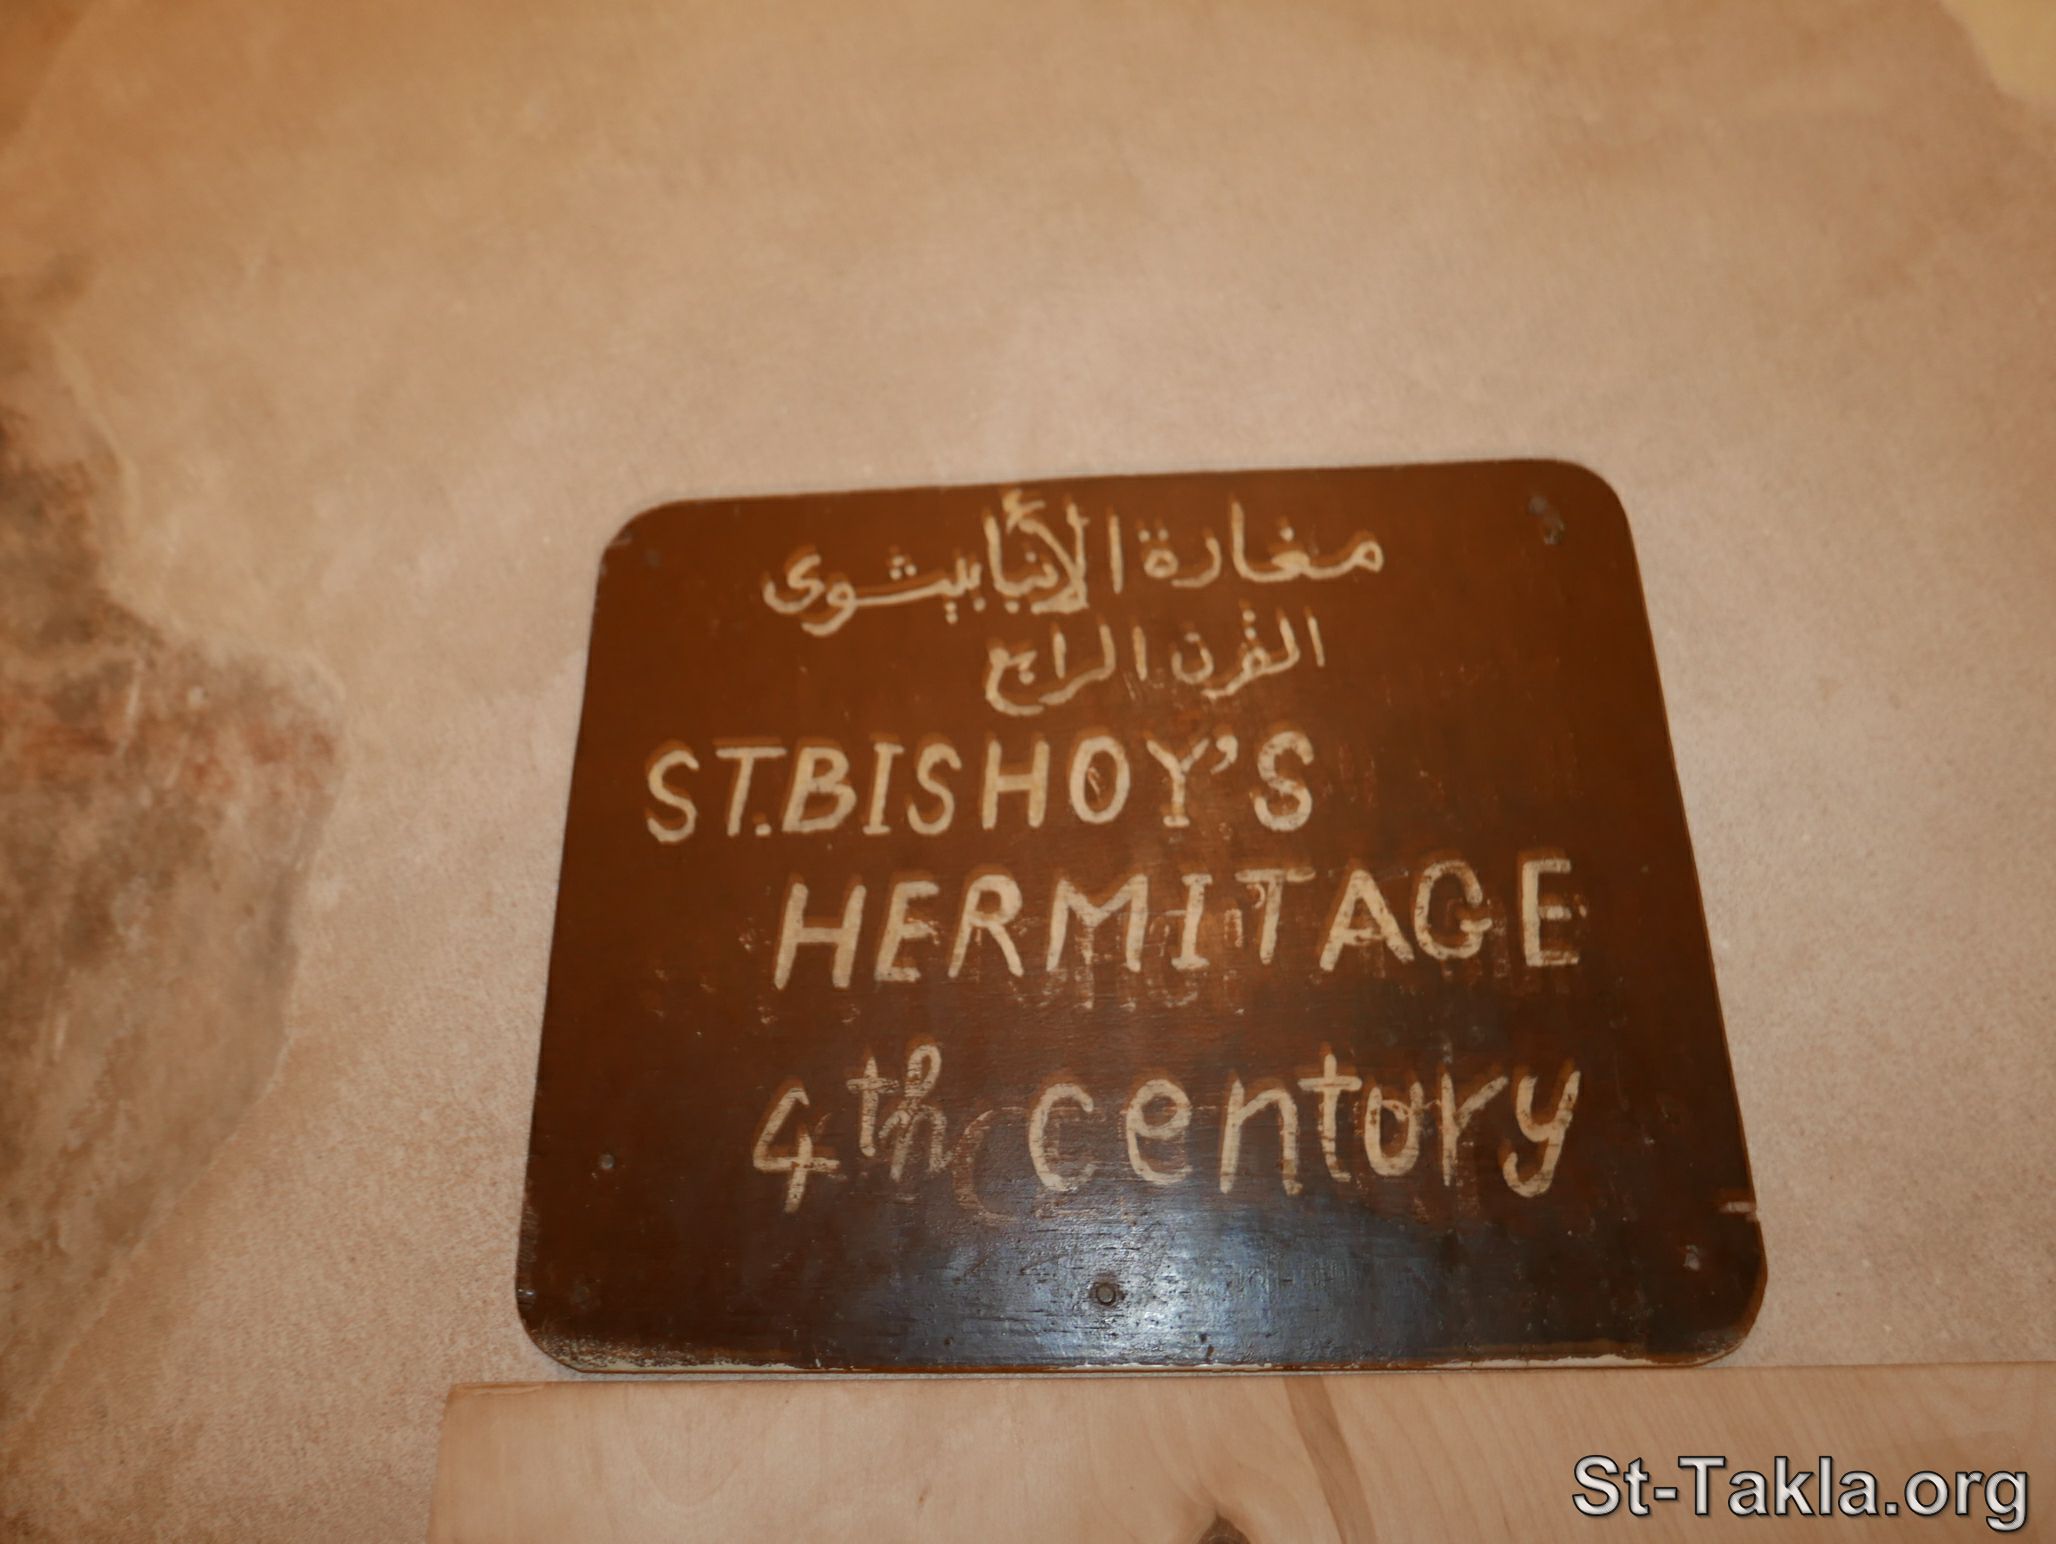 مغارة الأنبا بيشوى
القرن الرابع
ST.BISHOY'S
HERMITAGE
4th century
St-Takla.org